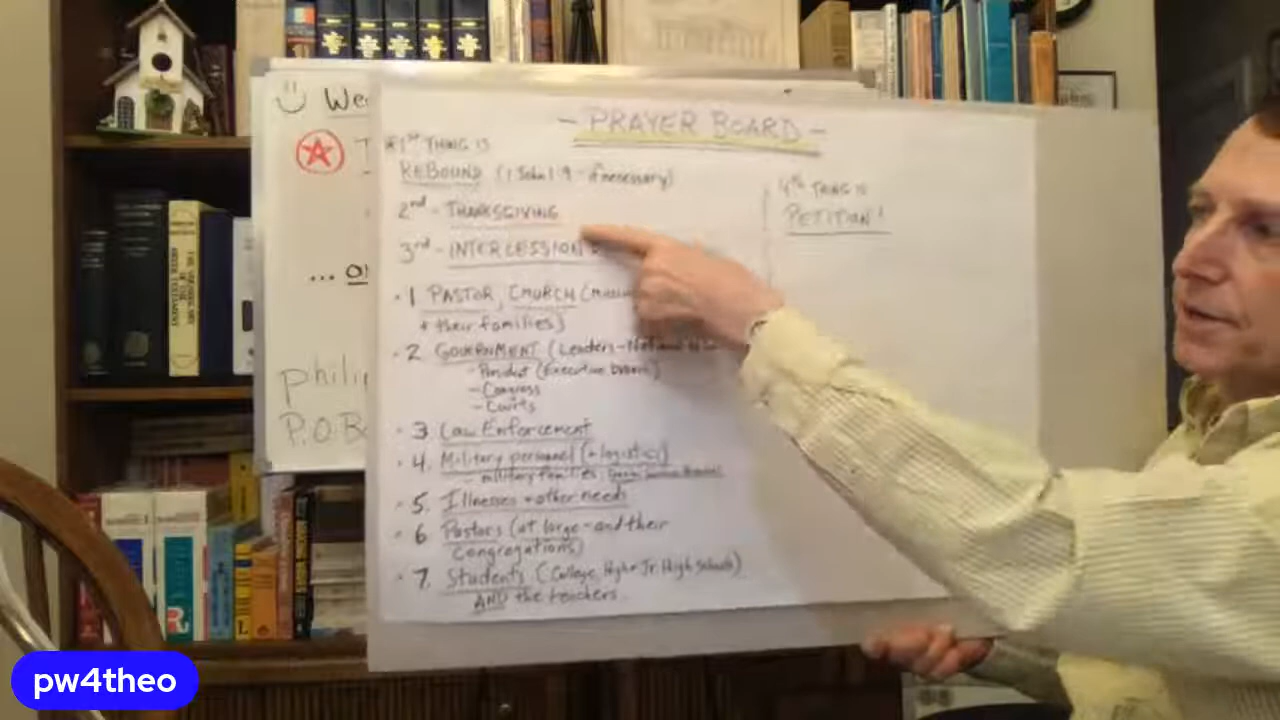 - PRAYER BOARD -
1st THING IS
REBOUND (1 John 1:9 - if necessary)
2nd - THANKSGIVING
3rd - INTERCESSION
4th THING IS
PETITION!
1 PASTOR, CHURCH
+ their families)
2 GOVERNMENT (Leaders -
- President (Executive branch)
- Congress
- Courts
3 Law Enforcement
4. Military personnel (+ logistics)
- military families,
5. Illnesses + other needs
6 Pastors (at large - and their
congregations)
7. Students (College, High + Jr. High schools)
AND the teachers
We
... or
P.O.
pw4theo